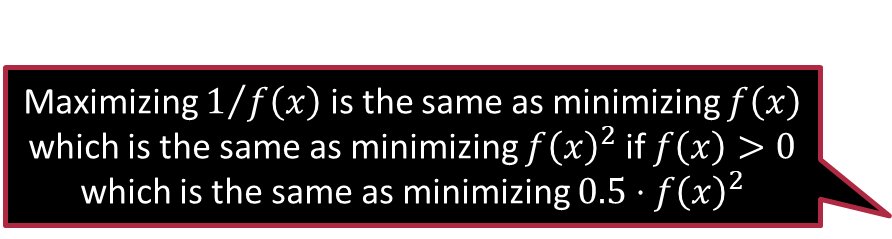 Maximizing 1/f(x) is the same as minimizing f(x)
which is the same as minimizing f(x)² if f(x) > 0
which is the same as minimizing 0.5 · f(x)²